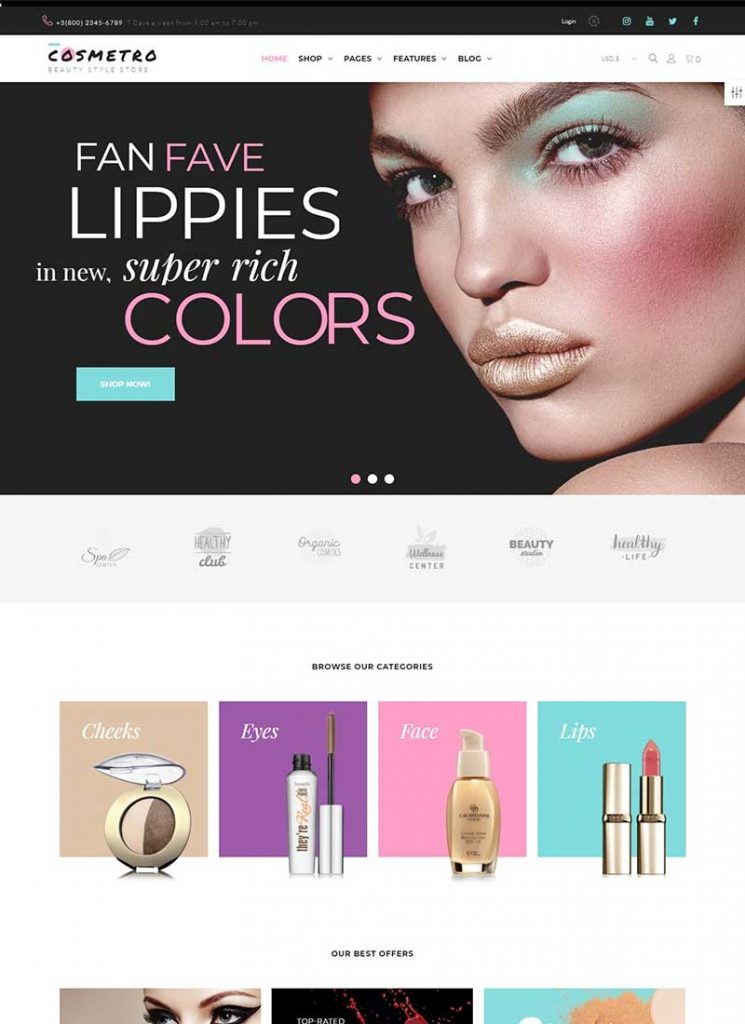 +3(800) 2345-6789 7 Days a week from 9:00 am to 7:00 pm
Login
COSMETRO
BEAUTY STYLE STORE
HOME SHOP PAGES FEATURES BLOG
USD, $
0
FAN FAVE
LIPPIES
in new, super rich
COLORS
SHOP NOW!
Spa
CENTER
HEALTHY
club
Organic
COSMETICS
Wellness
CENTER
BEAUTY
studio
healthy
• LIFE •
BROWSE OUR CATEGORIES
Cheeks
Eyes
Face
Lips
benefit
they're Real!
GIORDANI
GOLD
OUR BEST OFFERS
TOP-RATED